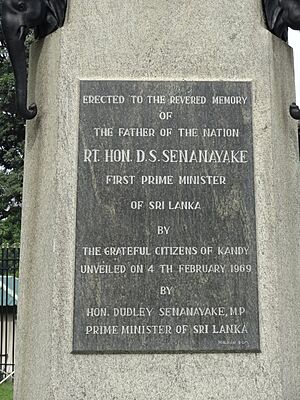 ERECTED TO THE REVERED MEMORY
OF
THE FATHER OF THE NATION
RT. HON. D.S. SENANAYAKE
FIRST PRIME MINISTER
OF SRI LANKA
BY
THE GRATEFUL CITIZENS OF KANDY
UNVEILED ON 4 TH FEBRUARY 1969
BY
HON. DUDLEY SENANAYAKE, M.P.
PRIME MINISTER OF SRI LANKA